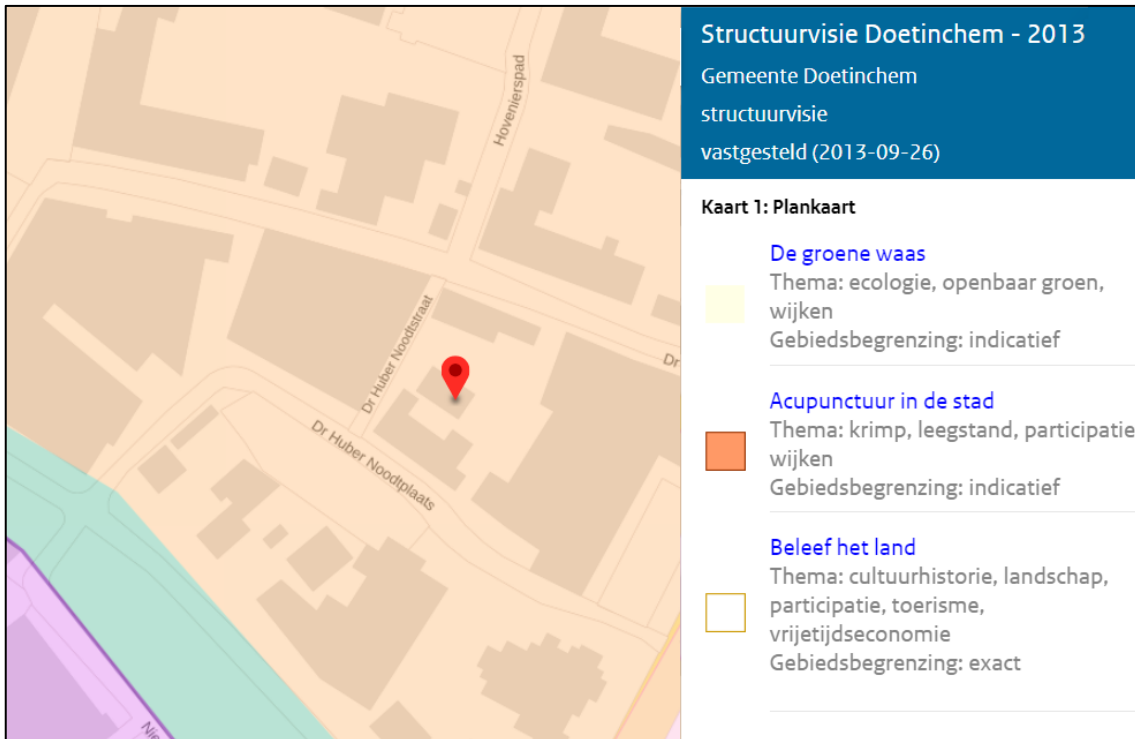 Structuurvisie Doetinchem - 2013
Gemeente Doetinchem
structuurvisie
vastgesteld (2013-09-26)
Kaart 1: Plankaart
De groene waas
Thema: ecologie, openbaar groen,
wijken
Gebiedsbegrenzing: indicatief
Acupunctuur in de stad
Thema: krimp, leegstand, participatie
wijken
Gebiedsbegrenzing: indicatief
Beleef het land
Thema: cultuurhistorie, landschap,
participatie, toerisme,
vrijetijdseconomie
Gebiedsbegrenzing: exact
Hovenierspad
Dr Huber Noodtstraat
Dr
Dr Huber Noodtplaats
Nie